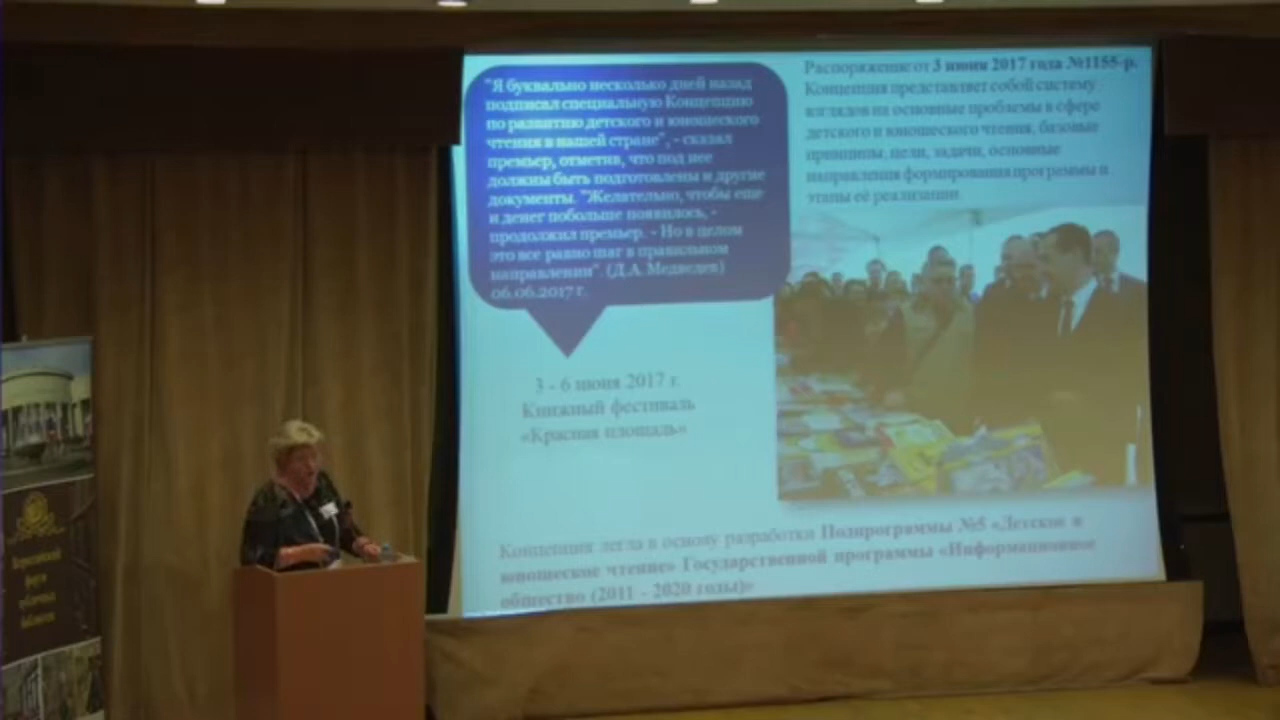 "Я буквально несколько дней назад
подписал специальную Концепцию
по развитию детского и юношеского
чтения в нашей стране", - сказал
премьер, отметив, что под нее
должны быть подготовлены и другие
документы. "Желательно, чтобы еще
и денег побольше появилось, -
продолжил премьер. - Но в целом
это все равно шаг в правильном
направлении". (Д.А. Медведев)
06.06.2017 г.
Распоряжение от 3 июня 2017 года №1155-р.
Концепция представляет собой систему
взглядов на основные проблемы в сфере
детского и юношеского чтения, базовые
принципы, цели, задачи, основные
направления формирования программы и
этапы её реализации
3 - 6 июня 2017 г.
Книжный фестиваль
«Красная площадь»
Концепция легла в основу разработки Подпрограммы №5 «Детское и
юношеское чтение» Государственной программы «Информационное
общество (2011 - 2020 годы)»
форум
публичных
библиотек